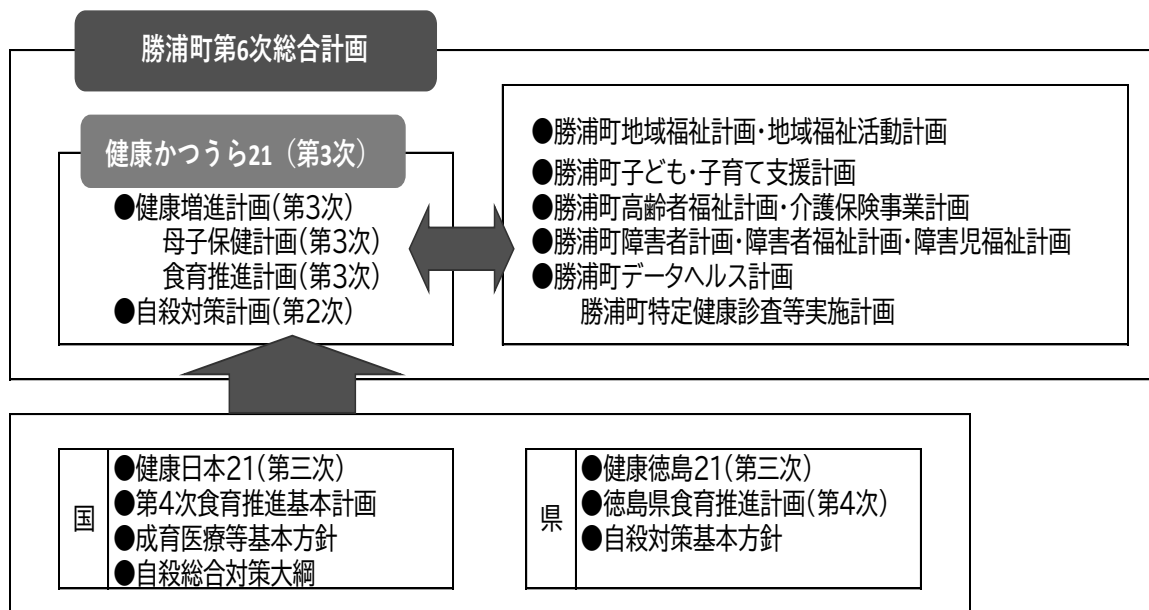 勝浦町第6次総合計画
健康かつうら21（第3次）
●健康増進計画(第3次)
母子保健計画(第3次)
食育推進計画(第3次)
●自殺対策計画(第2次)
●勝浦町地域福祉計画・地域福祉活動計画
●勝浦町子ども・子育て支援計画
●勝浦町高齢者福祉計画・介護保険事業計画
●勝浦町障害者計画・障害者福祉計画・障害児福祉計画
●勝浦町データヘルス計画
勝浦町特定健康診査等実施計画
国
●健康日本21(第三次)
●第4次食育推進基本計画
●成育医療等基本方針
●自殺総合対策大綱
県
●健康徳島21(第三次)
●徳島県食育推進計画(第4次)
●自殺対策基本方針